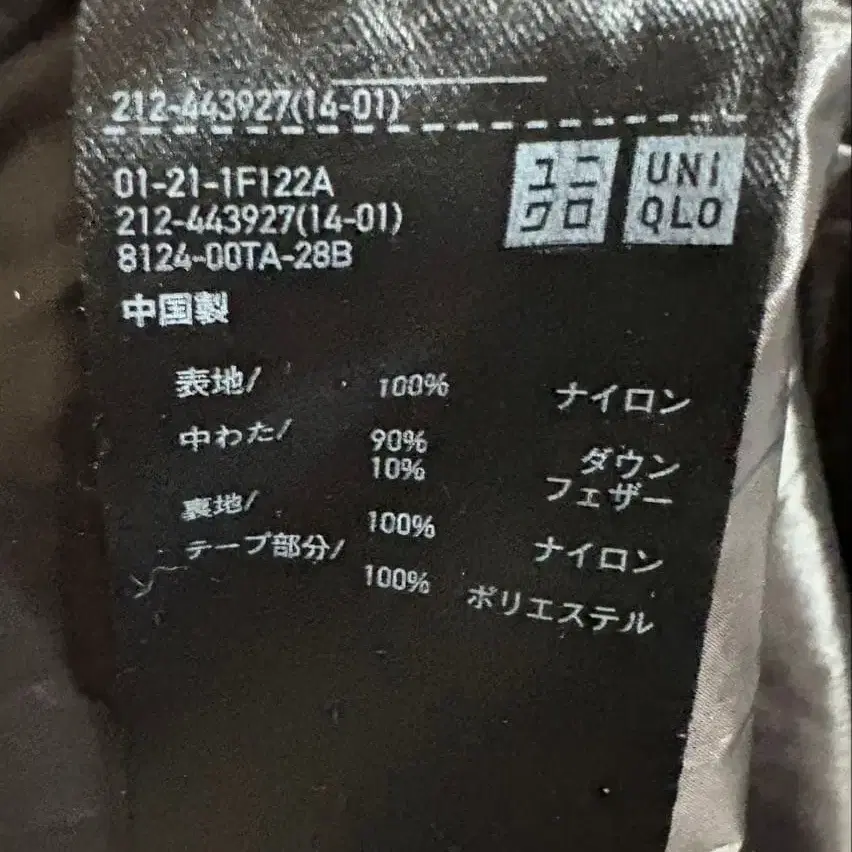 212-443927(14-01)
01-21-1F122A
212-443927(14-01)
8124-00TA-28B
ユニ
クロ
UNI
QLO
中国製
表地/ 100% ナイロン
中わた/ 90% ダウン
10% フェザー
裏地/ 100% ナイロン
テープ部分/ 100% ポリエステル